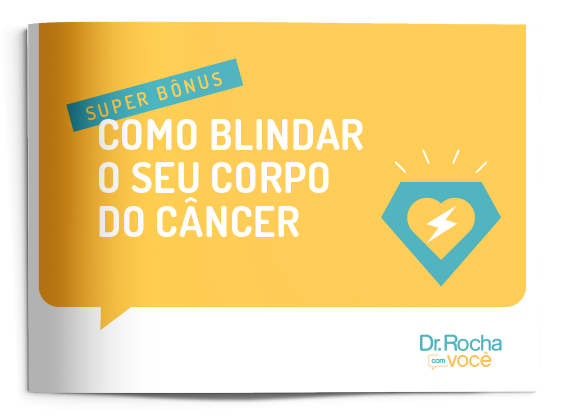 SUPER BÔNUS
COMO BLINDAR
O SEU CORPO
DO CÂNCER
Dr.Rocha
com você